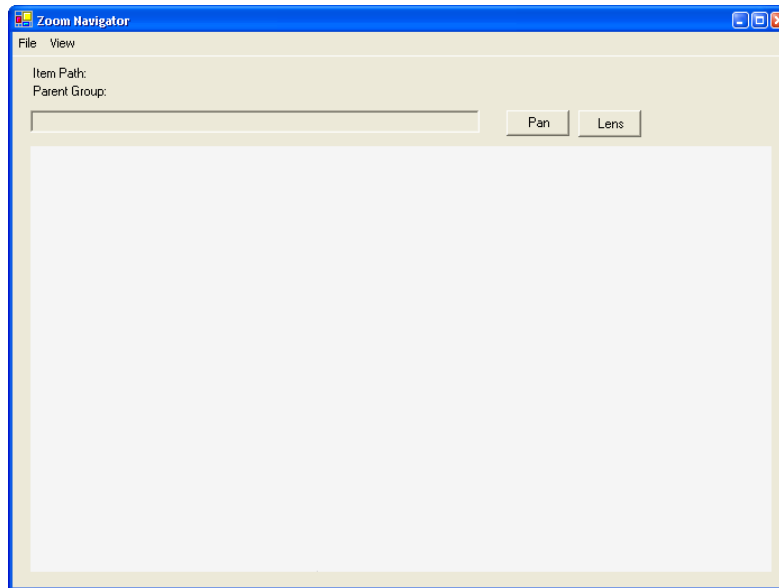 Zoom Navigator
File View
Item Path:
Parent Group:
Pan Lens